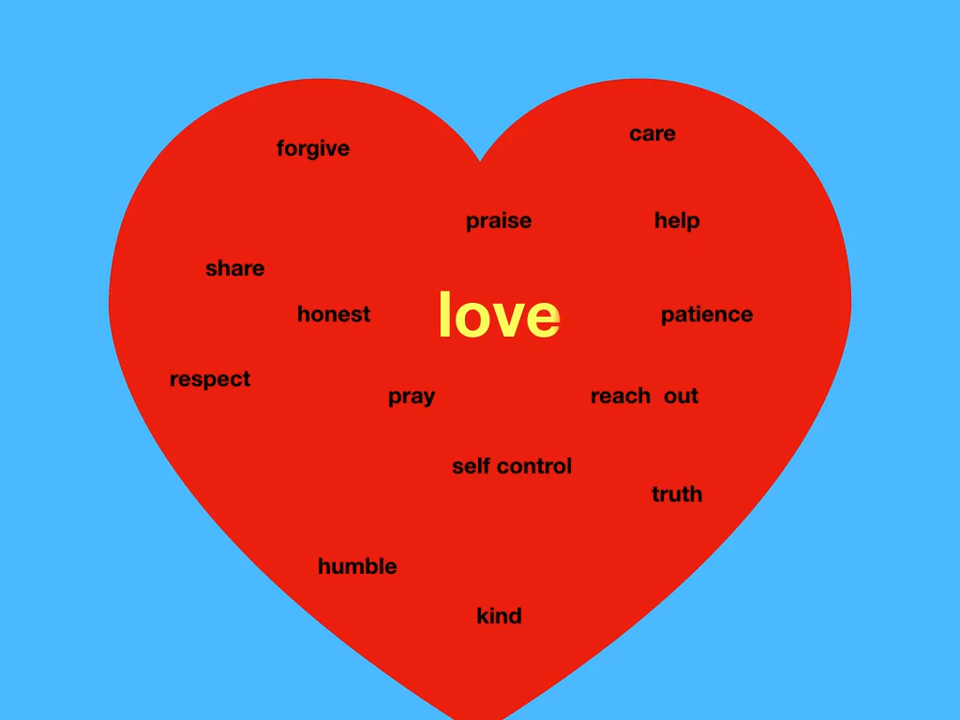 care
forgive
praise
help
share
honest
love
patience
respect
pray
reach out
self control
truth
humble
kind